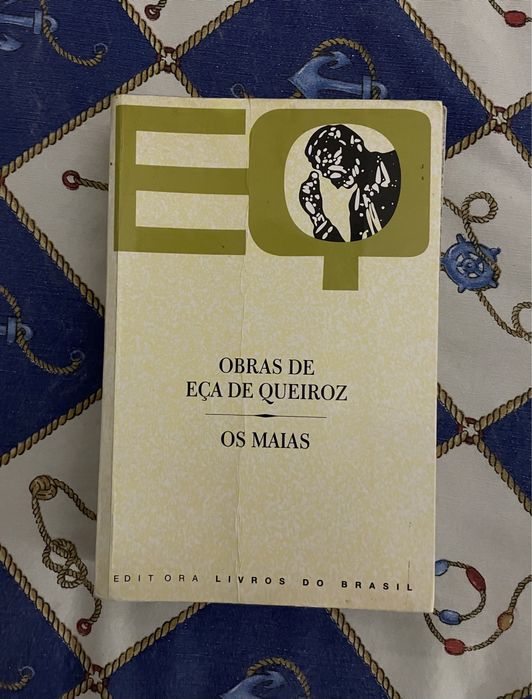 EQ
OBRAS DE
EÇA DE QUEIROZ
OS MAIAS
EDITORA LIVROS DO BRASIL